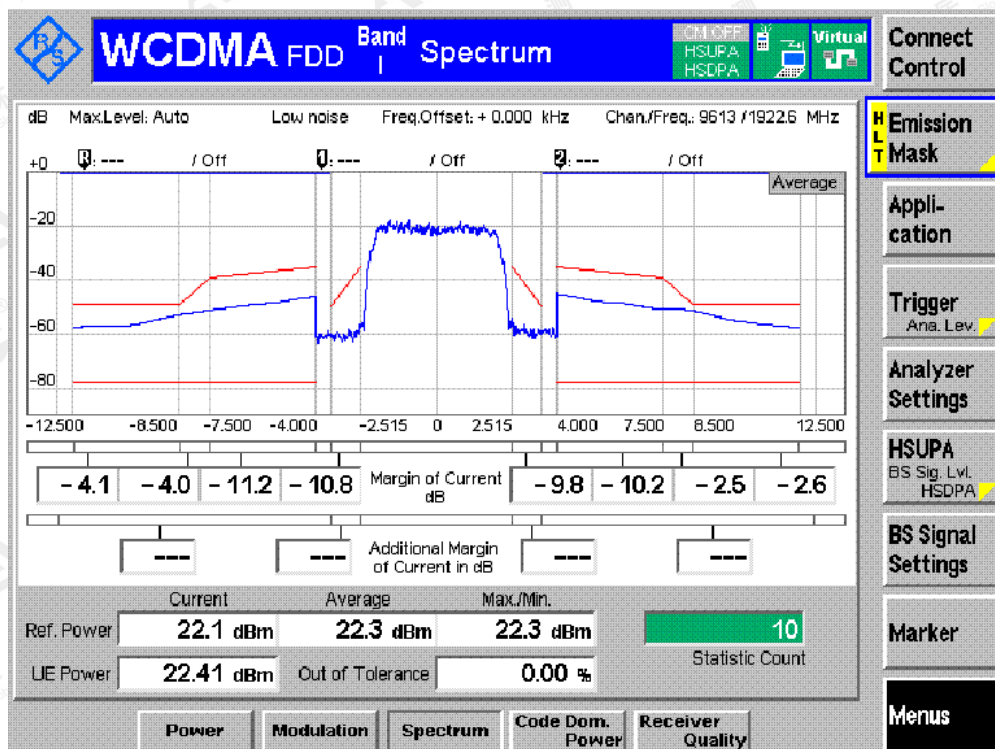 R/S
WCDMA FDD Band I Spectrum
CH OFF
HSUPA
HSDPA
Virtual
Connect Control
dB Max.Level: Auto Low noise Freq.Offset: + 0.000 kHz Chan./Freq.: 9613 / 1922.6 MHz
R: --- / Off 1: --- / Off 2: --- / Off
Average
+0
-20
-40
-60
-80
-12.500 -8.500 -7.500 -4.000 -2.515 0 2.515 4.000 7.500 8.500 12.500
-4.1 -4.0 -11.2 -10.8 Margin of Current dB -9.8 -10.2 -2.5 -2.6
--- --- Additional Margin of Current in dB --- ---
Current Average Max./Min.
Ref. Power 22.1 dBm 22.3 dBm 22.3 dBm 10
Statistic Count
UE Power 22.41 dBm Out of Tolerance 0.00 %
Power Modulation Spectrum Code Dom. Power Receiver Quality
HLT
Emission Mask
Appli-
cation
Trigger
Ana. Lev.
Analyzer
Settings
HSUPA
BS Sig. Lvl.
HSDPA
BS Signal
Settings
Marker
Menus